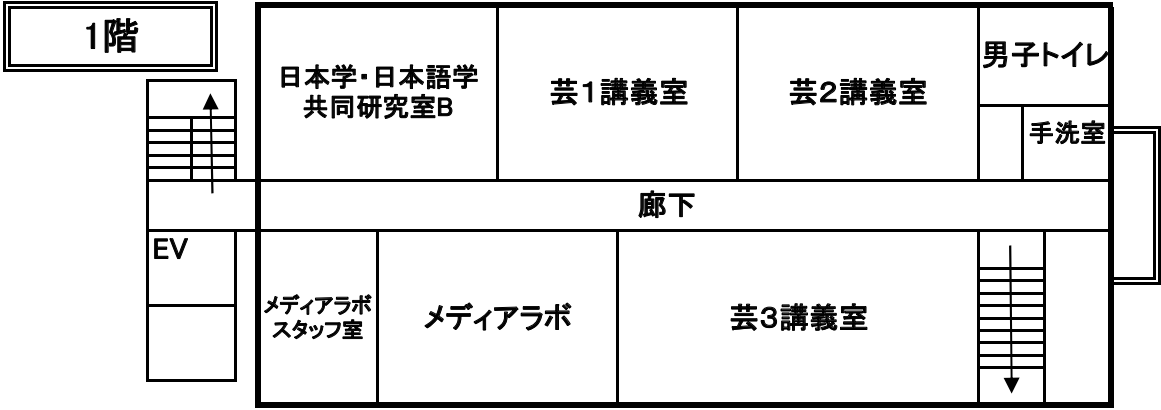 1階
日本学・日本語学
共同研究室B
芸1講義室
芸2講義室
男子トイレ
手洗室
廊下
EV
メディアラボ
スタッフ室
メディアラボ
芸3講義室